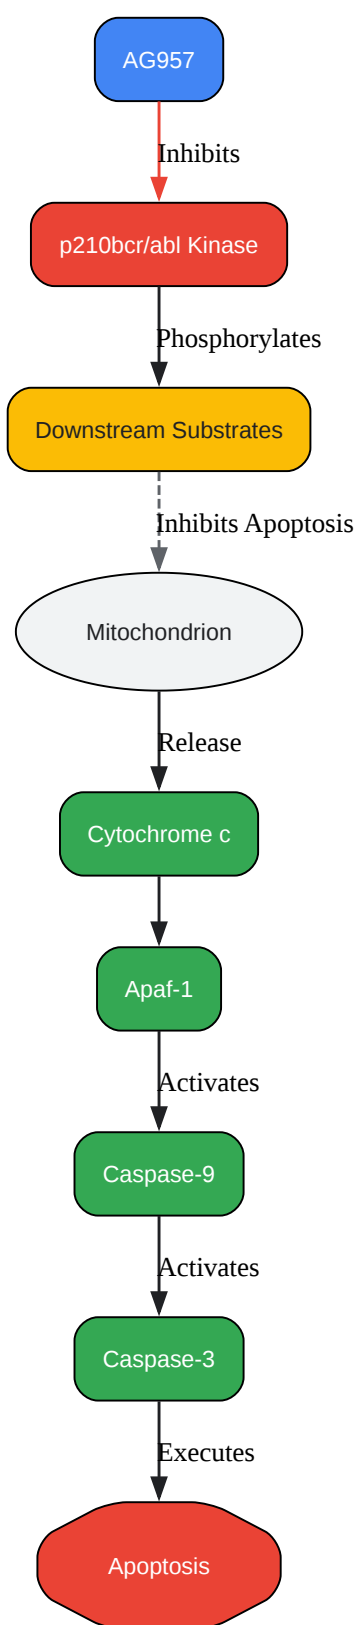 AG957
Inhibits
p210bcr/abl Kinase
Phosphorylates
Downstream Substrates
Inhibits Apoptosis
Mitochondrion
Release
Cytochrome c
Apaf-1
Activates
Caspase-9
Activates
Caspase-3
Executes
Apoptosis